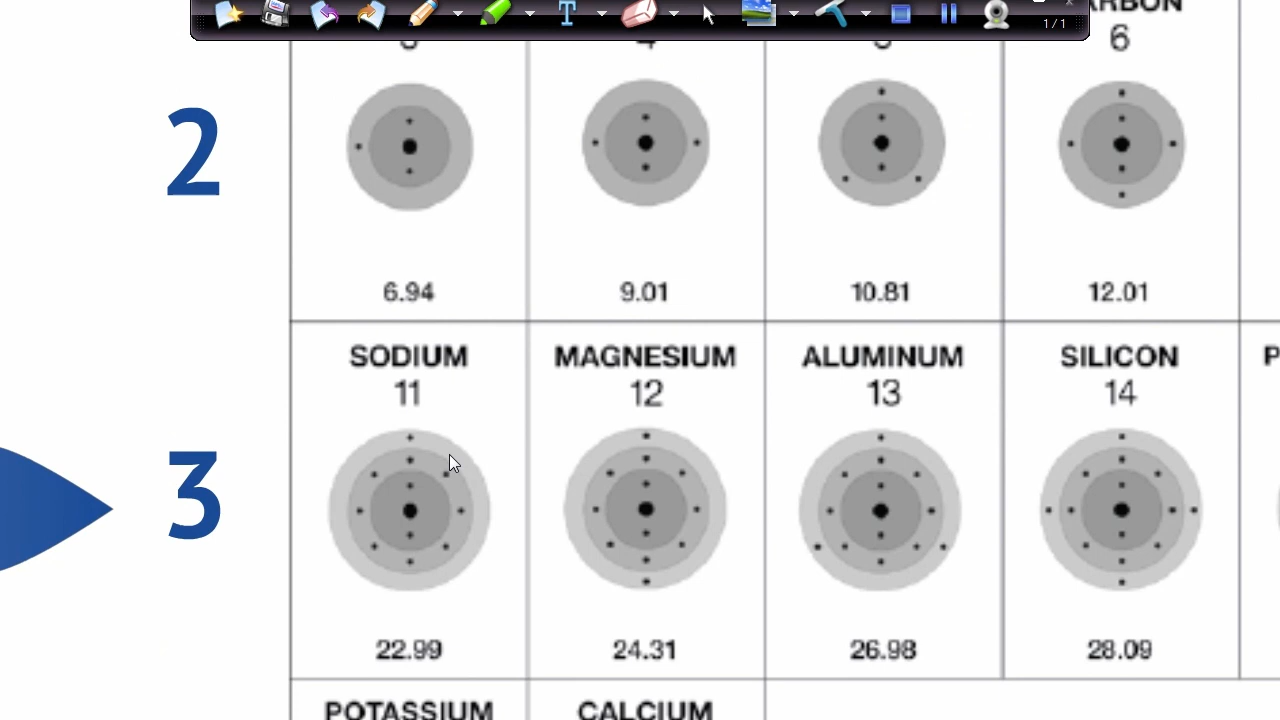 T
1/1
6
2
6.94 9.01 10.81 12.01
SODIUM MAGNESIUM ALUMINUM SILICON P
11 12 13 14
3
22.99 24.31 26.98 28.09
POTASSIUM CALCIUM